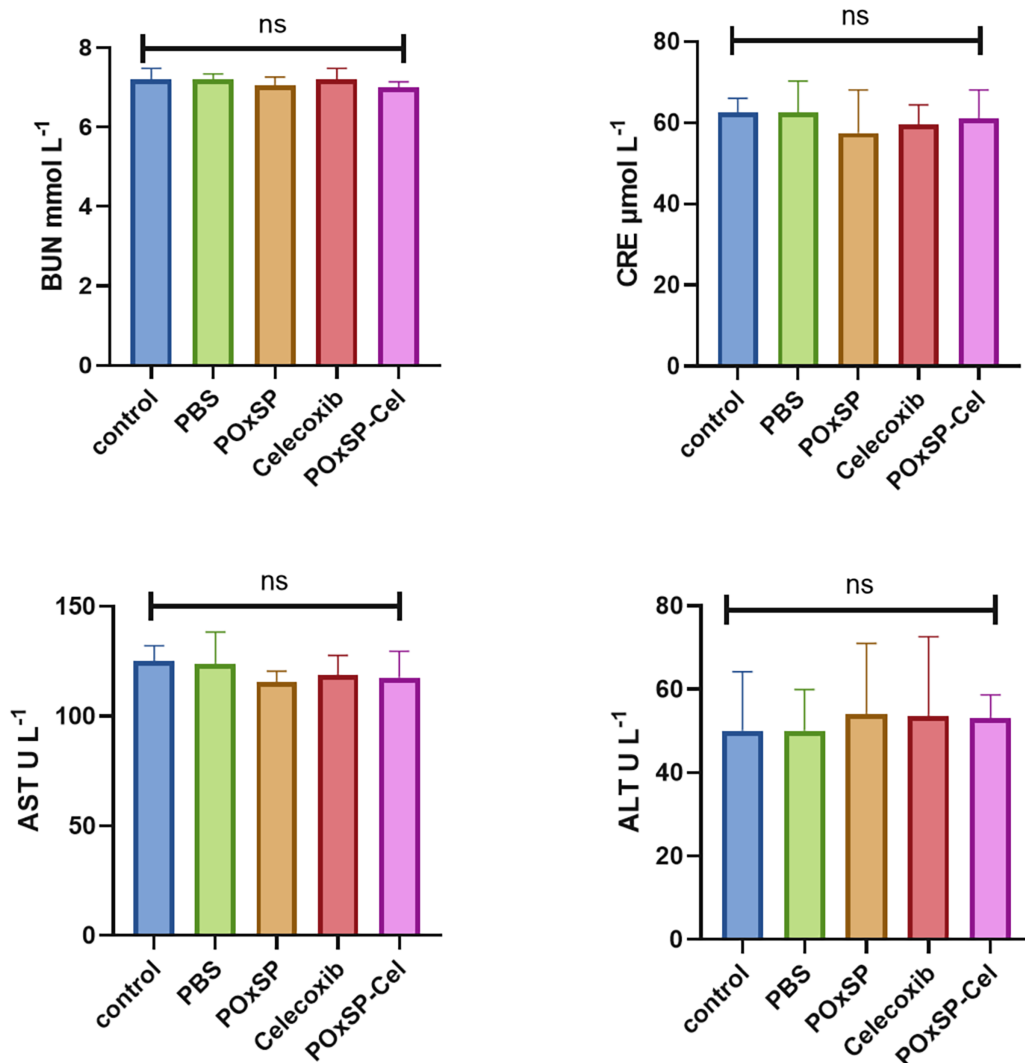 ns
BUN mmol L⁻¹
8
6
4
2
0
control
PBS
POxSP
Celecoxib
POxSP-Cel
ns
CRE µmol L⁻¹
80
60
40
20
0
control
PBS
POxSP
Celecoxib
POxSP-Cel
ns
AST U L⁻¹
150
100
50
0
control
PBS
POxSP
Celecoxib
POxSP-Cel
ns
ALT U L⁻¹
80
60
40
20
0
control
PBS
POxSP
Celecoxib
POxSP-Cel